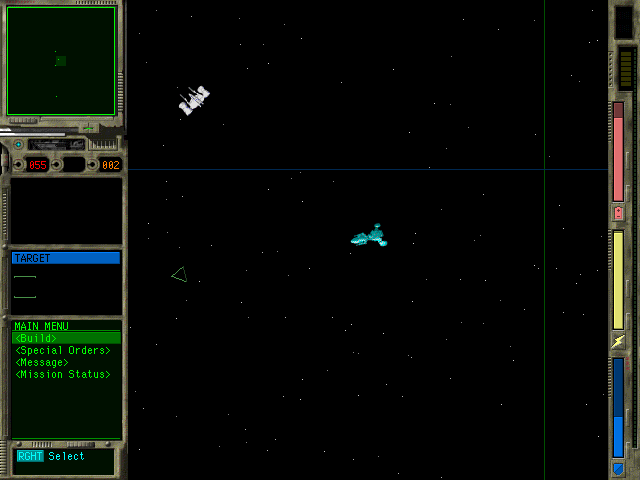 055
002
TARGET
MAIN MENU
<Build>
<Special Orders>
<Message>
<Mission Status>
RGHT Select